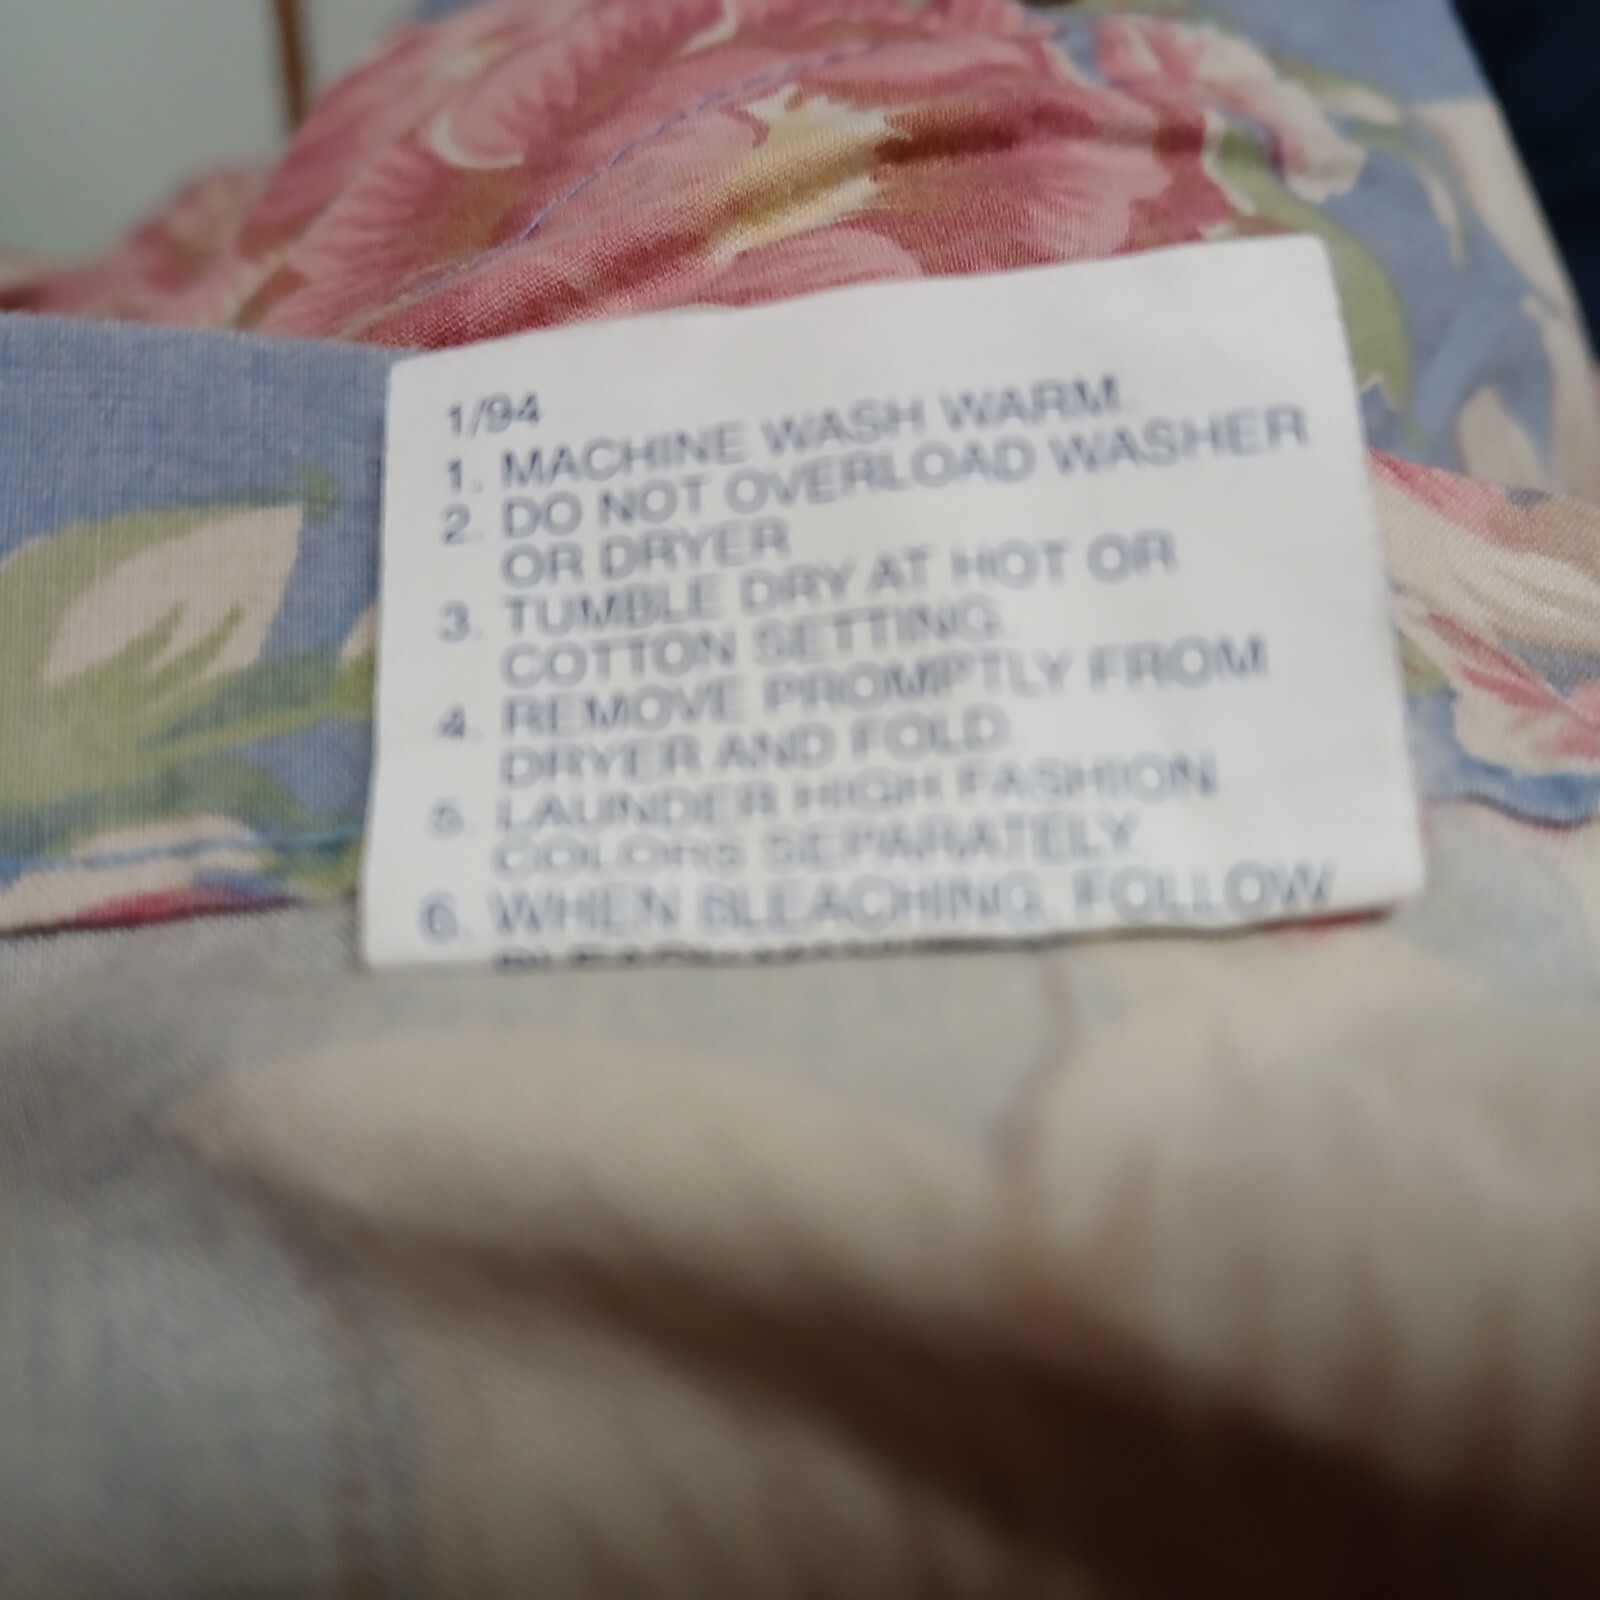 1/94
1. MACHINE WASH WARM.
2. DO NOT OVERLOAD WASHER
OR DRYER
3. TUMBLE DRY AT HOT OR
COTTON SETTING.
4. REMOVE PROMPTLY FROM
DRYER AND FOLD.
5. LAUNDER HIGH FASHION
COLORS SEPARATELY
6. WHEN BLEACHING, FOLLOW